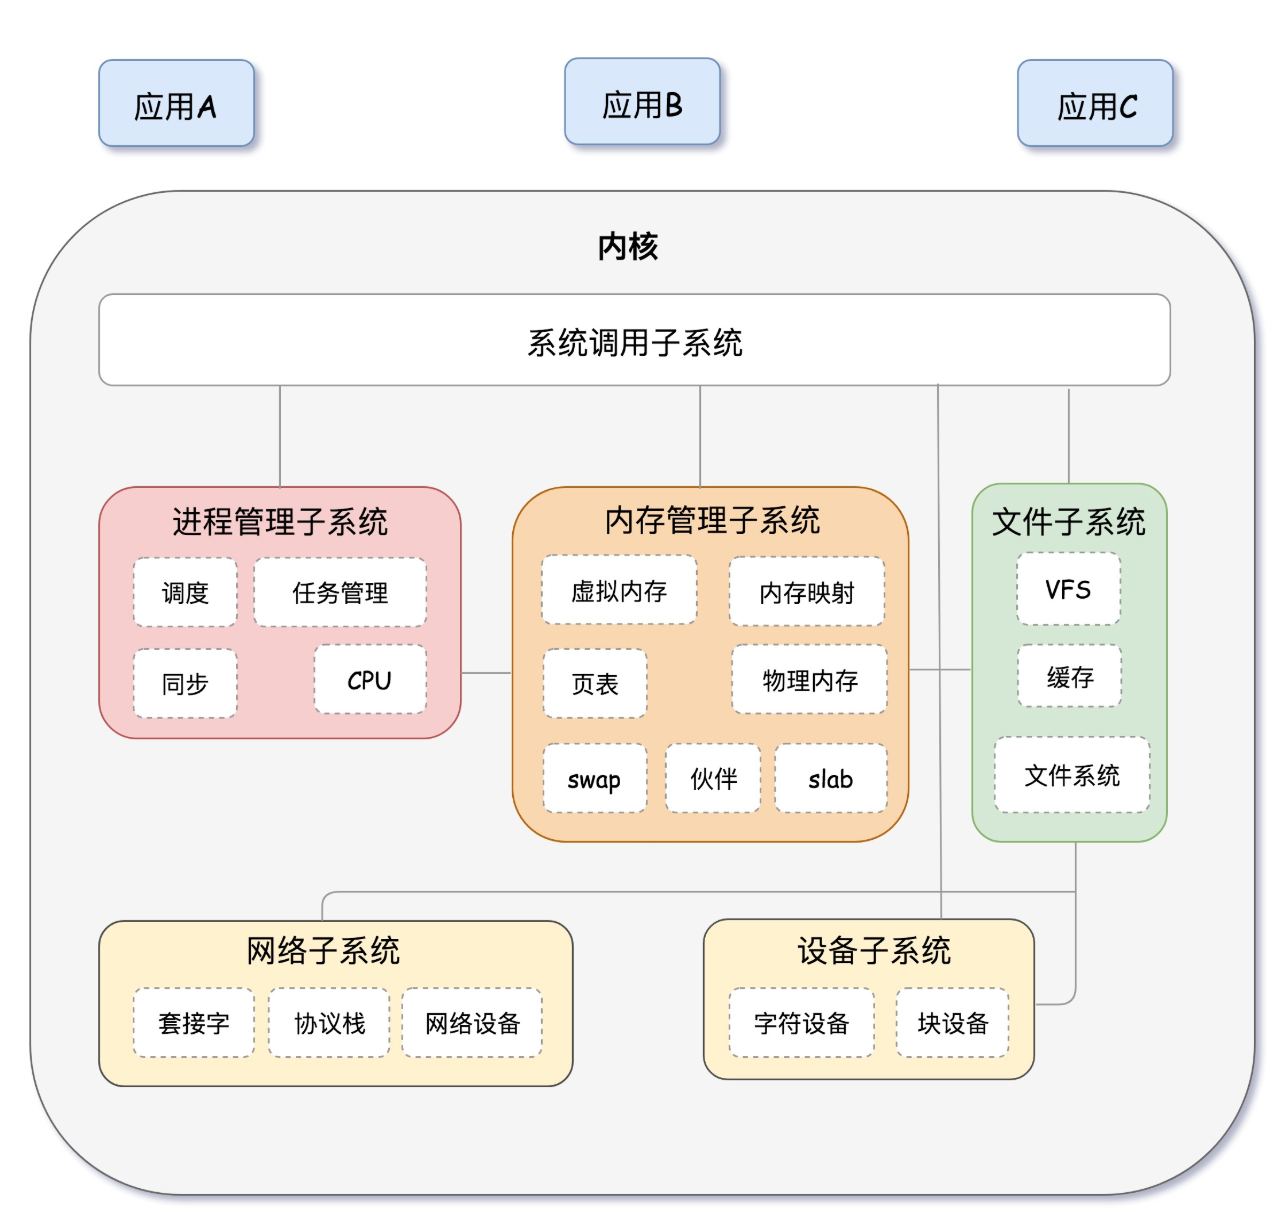 应用A
应用B
应用C
内核
系统调用子系统
进程管理子系统
调度
任务管理
同步
CPU
内存管理子系统
虚拟内存
内存映射
页表
物理内存
swap
伙伴
slab
文件子系统
VFS
缓存
文件系统
网络子系统
套接字
协议栈
网络设备
设备子系统
字符设备
块设备